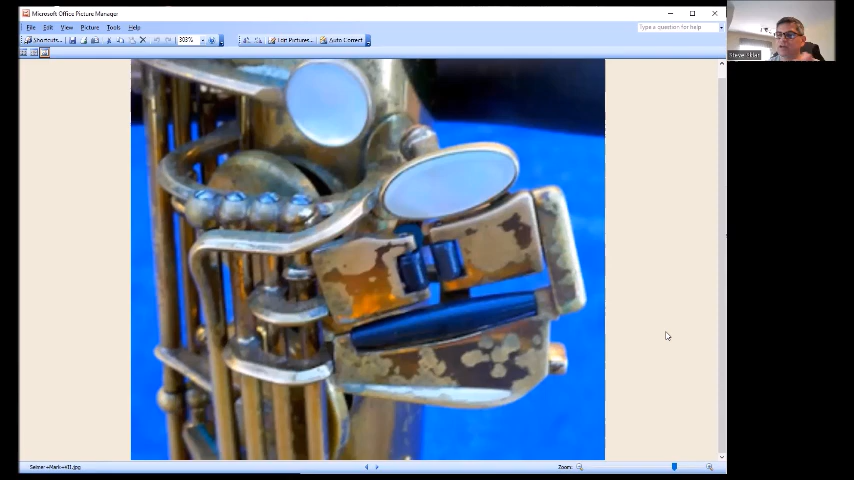 Microsoft Office Picture Manager
File Edit View Picture Tools Help
Type a question for help
Shortcuts... 303% Edit Pictures... Auto Correct
Zoom: